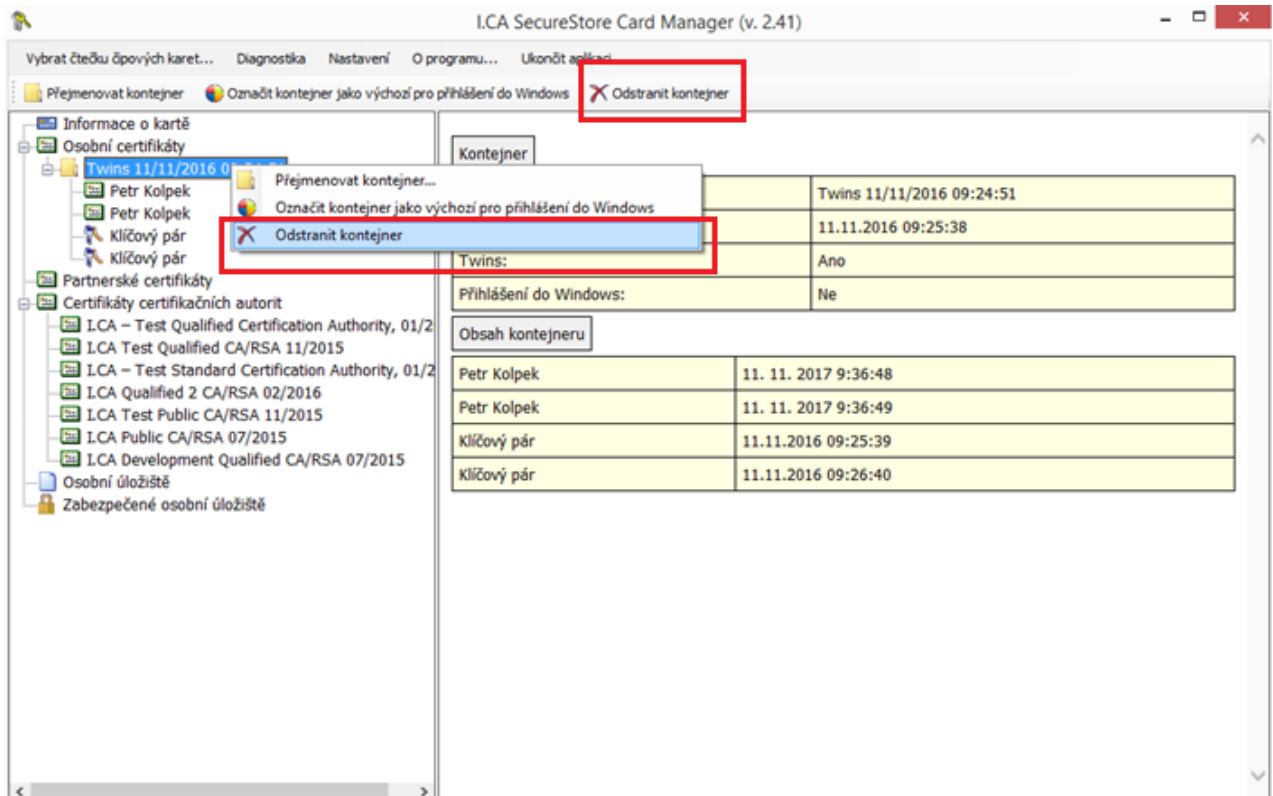 I.CA SecureStore Card Manager (v. 2.41)
Vybrat čtečku čipových karet... Diagnostika Nastavení O programu... Ukončit aplikaci
Přejmenovat kontejner Označit kontejner jako výchozí pro přihlášení do Windows Odstranit kontejner
Informace o kartě
Osobní certifikáty
Twins 11/11/2016
Petr Kolpek
Petr Kolpek
Klíčový pár
Klíčový pár
Partnerské certifikáty
Certifikáty certifikačních autorit
I.CA – Test Qualified Certification Authority, 01/2
I.CA Test Qualified CA/RSA 11/2015
I.CA – Test Standard Certification Authority, 01/2
I.CA Qualified 2 CA/RSA 02/2016
I.CA Test Public CA/RSA 11/2015
I.CA Public CA/RSA 07/2015
I.CA Development Qualified CA/RSA 07/2015
Osobní úložiště
Zabezpečené osobní úložiště
Přejmenovat kontejner...
Označit kontejner jako výchozí pro přihlášení do Windows
Odstranit kontejner
Kontejner
Twins 11/11/2016 09:24:51
11.11.2016 09:25:38
Twins: Ano
Přihlášení do Windows: Ne
Obsah kontejneru
Petr Kolpek 11. 11. 2017 9:36:48
Petr Kolpek 11. 11. 2017 9:36:49
Klíčový pár 11.11.2016 09:25:39
Klíčový pár 11.11.2016 09:26:40